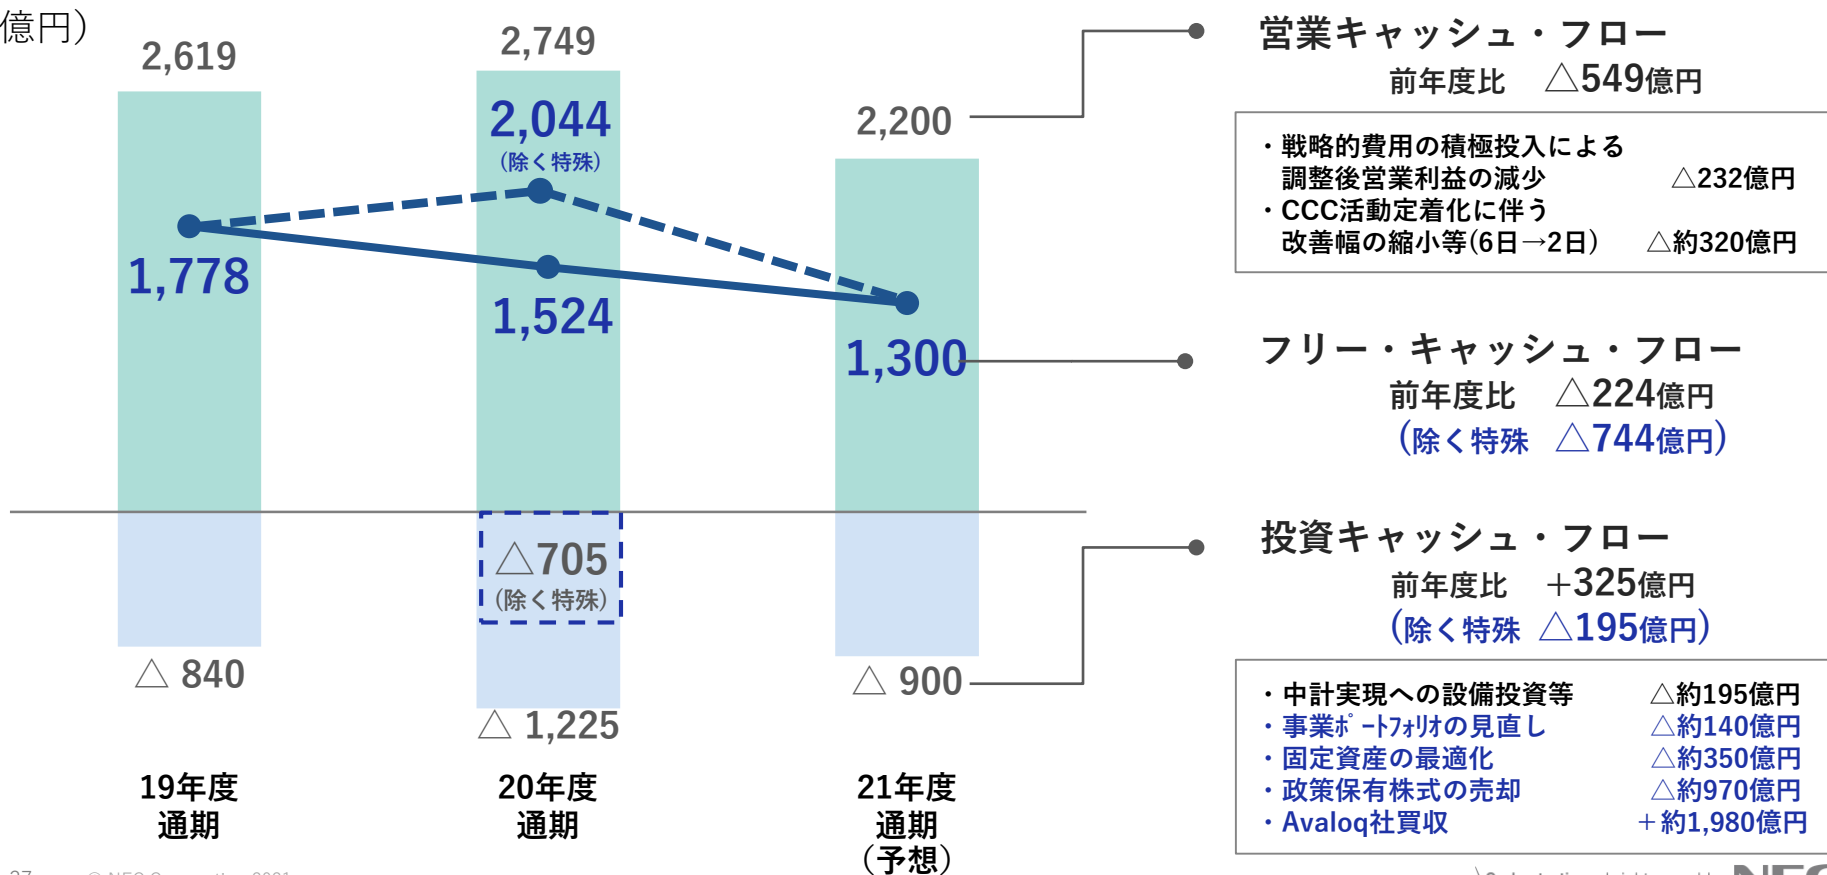 億円）
2,619
2,749
2,200
2,044
（除く特殊）
1,778
1,524
1,300
△705
（除く特殊）
△ 840
△ 1,225
△ 900
19年度
通期
20年度
通期
21年度
通期
（予想）
営業キャッシュ・フロー
前年度比 △549億円
・戦略的費用の積極投入による
調整後営業利益の減少 △232億円
・CCC活動定着化に伴う
改善幅の縮小等(6日→2日) △約320億円
フリー・キャッシュ・フロー
前年度比 △224億円
（除く特殊 △744億円）
投資キャッシュ・フロー
前年度比 ＋325億円
（除く特殊 △195億円）
・中計実現への設備投資等 △約195億円
・事業ﾎﾟｰﾄﾌｫﾘｵの見直し △約140億円
・固定資産の最適化 △約350億円
・政策保有株式の売却 △約970億円
・Avaloq社買収 ＋約1,980億円